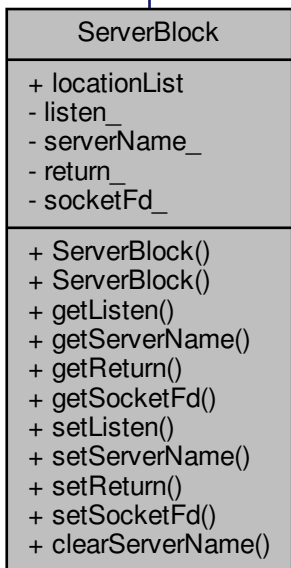 ServerBlock
+ locationList
- listen_
- serverName_
- return_
- socketFd_
+ ServerBlock()
+ ServerBlock()
+ getListen()
+ getServerName()
+ getReturn()
+ getSocketFd()
+ setListen()
+ setServerName()
+ setReturn()
+ setSocketFd()
+ clearServerName()